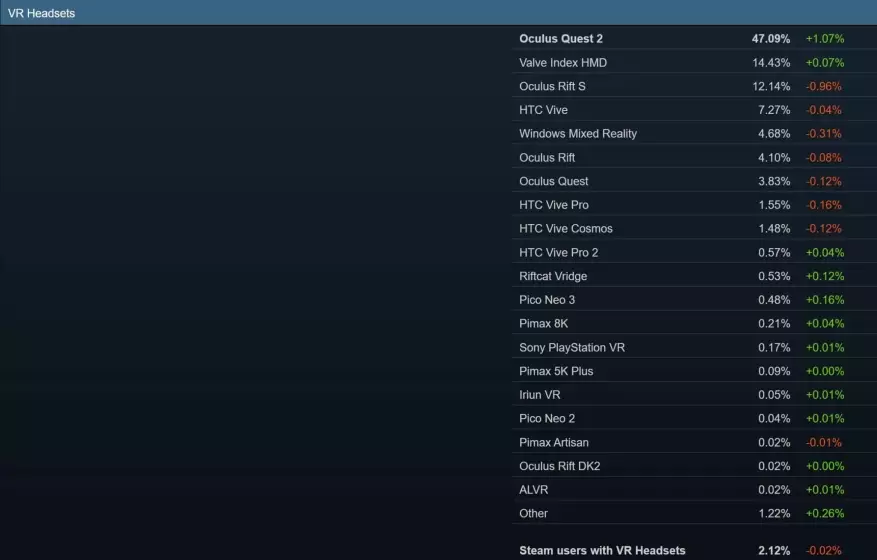 VR Headsets
Oculus Quest 2 47.09% +1.07%
Valve Index HMD 14.43% +0.07%
Oculus Rift S 12.14% -0.96%
HTC Vive 7.27% -0.04%
Windows Mixed Reality 4.68% -0.31%
Oculus Rift 4.10% -0.08%
Oculus Quest 3.83% -0.12%
HTC Vive Pro 1.55% -0.16%
HTC Vive Cosmos 1.48% -0.12%
HTC Vive Pro 2 0.57% +0.04%
Riftcat Vridge 0.53% +0.12%
Pico Neo 3 0.48% +0.16%
Pimax 8K 0.21% +0.04%
Sony PlayStation VR 0.17% +0.01%
Pimax 5K Plus 0.09% +0.00%
Iriun VR 0.05% +0.01%
Pico Neo 2 0.04% +0.01%
Pimax Artisan 0.02% -0.01%
Oculus Rift DK2 0.02% +0.00%
ALVR 0.02% +0.01%
Other 1.22% +0.26%
Steam users with VR Headsets 2.12% -0.02%